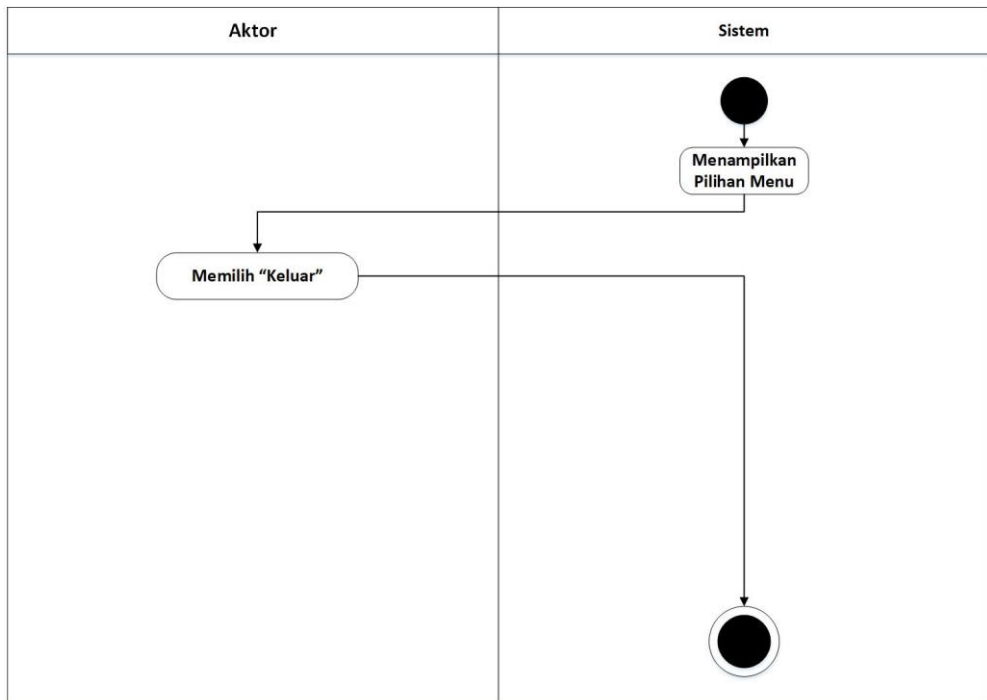 Aktor
Sistem
Menampilkan
Pilihan Menu
Memilih “Keluar”